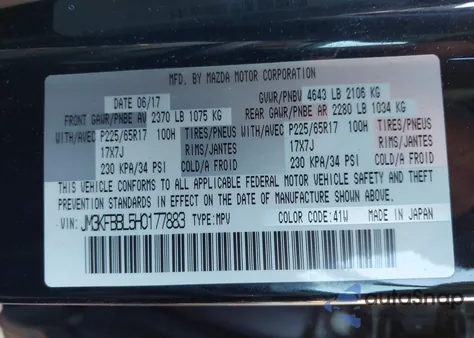 MFD. BY MAZDA MOTOR CORPORATION
DATE 06/17 GVWR/PNBV 4643 LB 2106 KG
FRONT GAWR/PNBE AV 2370 LB 1075 KG REAR GAWR/PNBE AR 2280 LB 1034 KG
WITH/AVEC P225/65R17 100H TIRES/PNEUS WITH/AVEC P225/65R17 100H TIRES/PNEUS
17X7J RIMS/JANTES 17X7J RIMS/JANTES
230 KPA/34 PSI COLD/A FROID 230 KPA/34 PSI COLD/A FROID
THIS VEHICLE CONFORMS TO ALL APPLICABLE FEDERAL MOTOR VEHICLE SAFETY, BUMPER, AND THEFT
PREVENTION STANDARDS IN EFFECT ON THE DATE OF MANUFACTURE SHOWN ABOVE.
VIN: JM3KFBBL5H0177883 TYPE: MPV COLOR CODE: 41W MADE IN JAPAN
autoShop